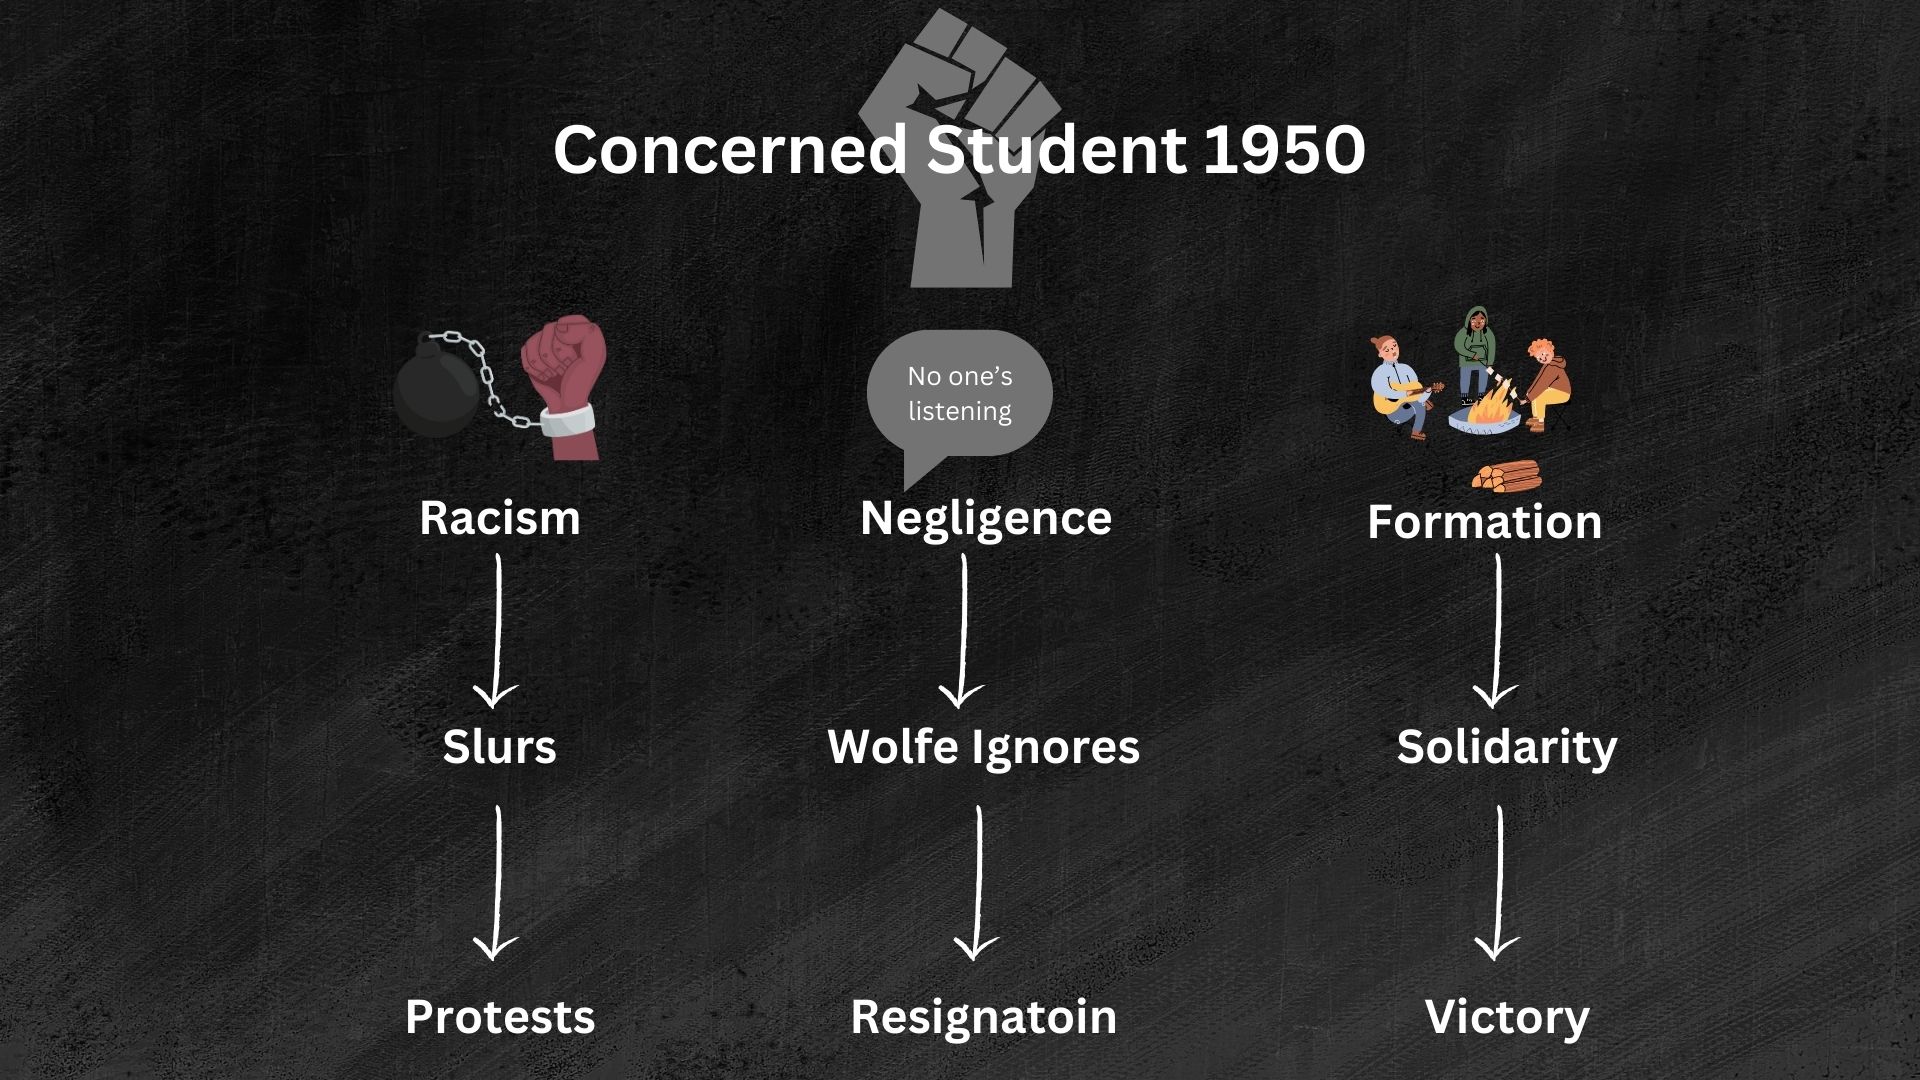 Concerned Student 1950
No one’s
listening
Racism
Negligence
Formation
Slurs
Wolfe Ignores
Solidarity
Protests
Resignatoin
Victory